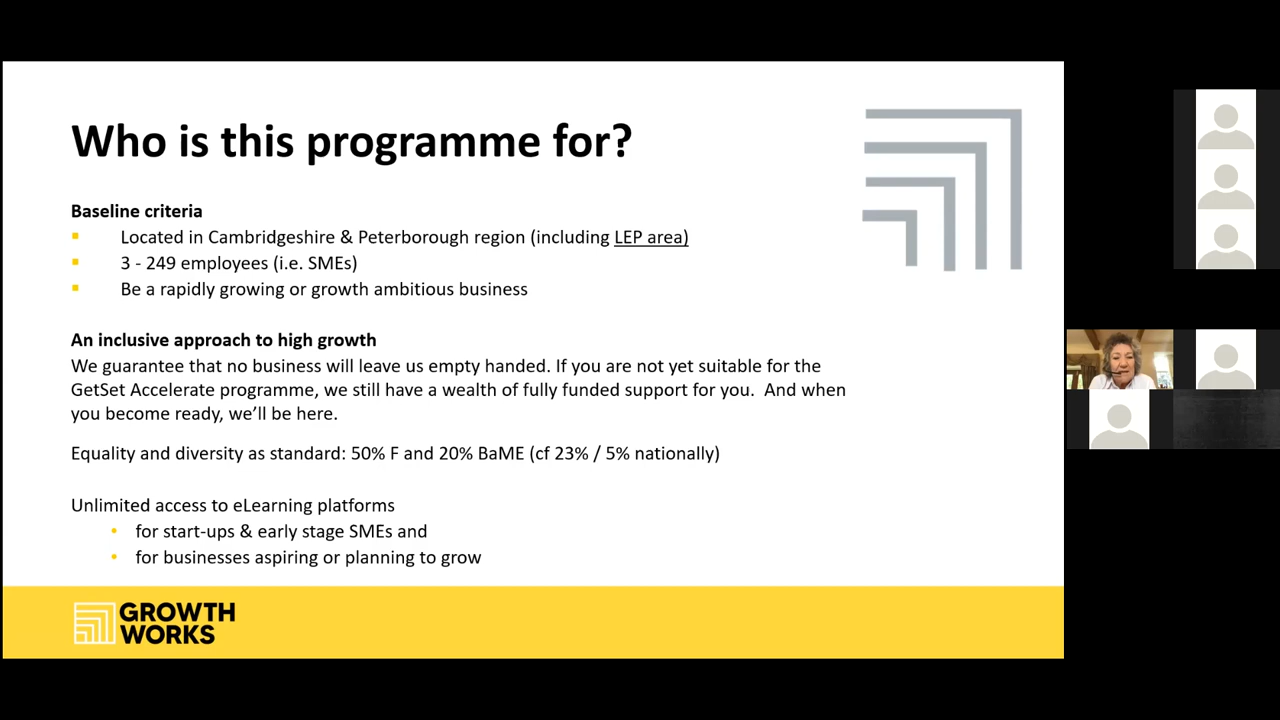 Who is this programme for?
Baseline criteria
Located in Cambridgeshire & Peterborough region (including LEP area)
3 - 249 employees (i.e. SMEs)
Be a rapidly growing or growth ambitious business
An inclusive approach to high growth
We guarantee that no business will leave us empty handed. If you are not yet suitable for the
GetSet Accelerate programme, we still have a wealth of fully funded support for you.  And when
you become ready, we’ll be here.
Equality and diversity as standard: 50% F and 20% BaME (cf 23% / 5% nationally)
Unlimited access to eLearning platforms
for start-ups & early stage SMEs and
for businesses aspiring or planning to grow
GROWTH
WORKS